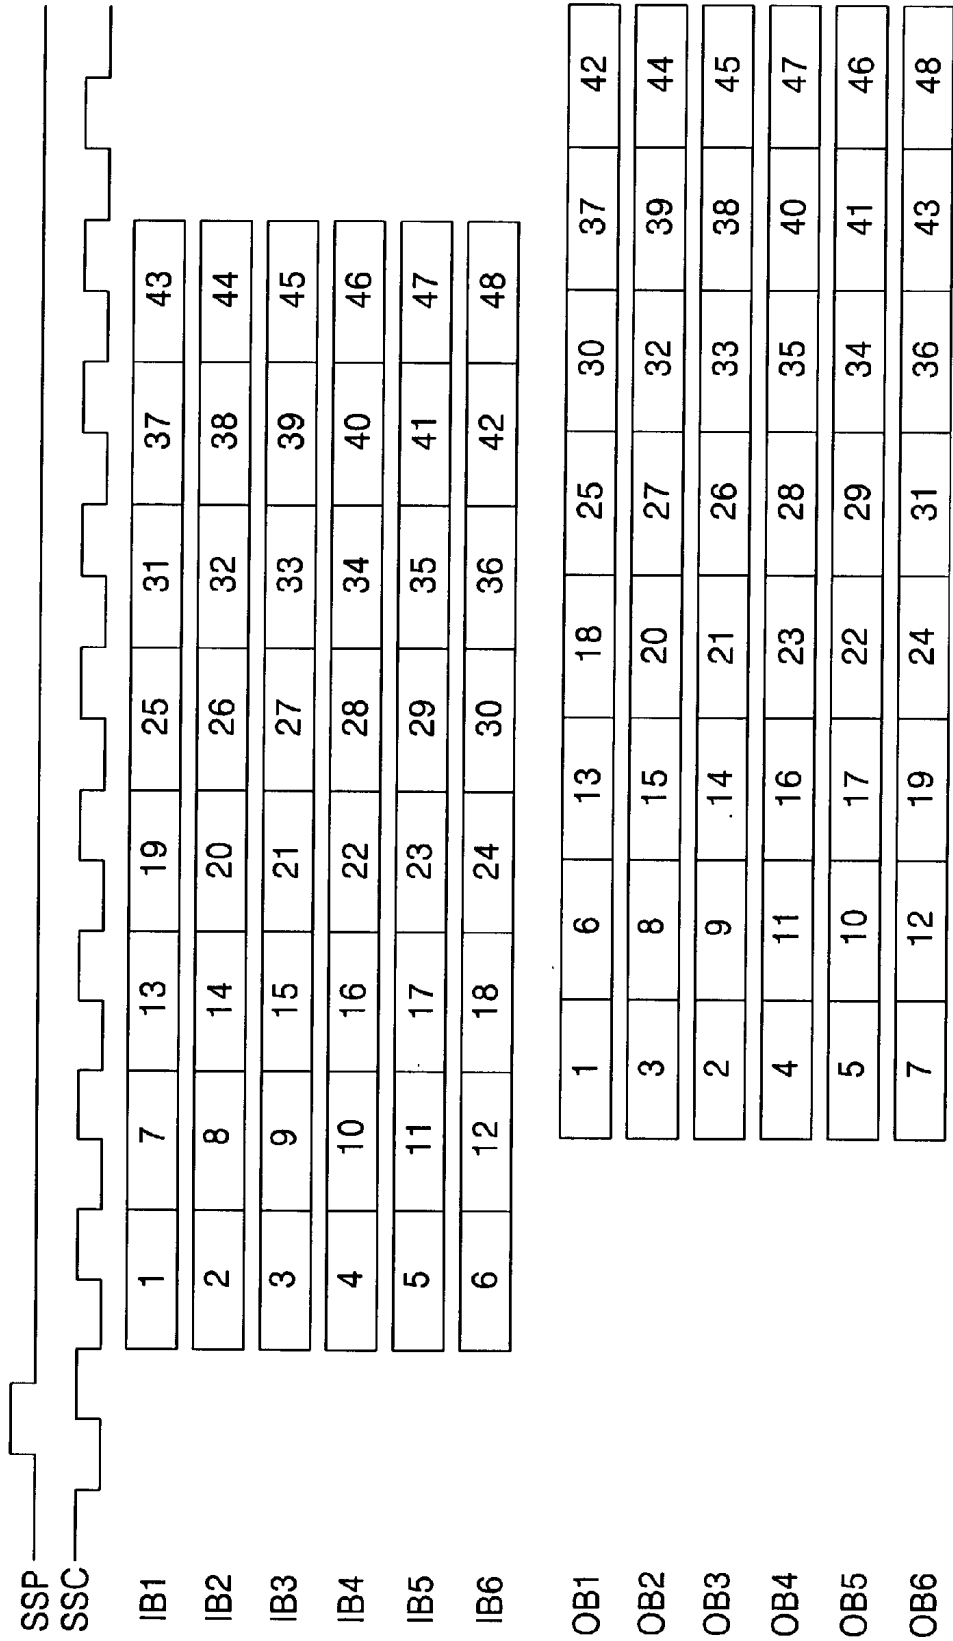 SSP
SSC
IB1 1 7 13 19 25 31 37 43
IB2 2 8 14 20 26 32 38 44
IB3 3 9 15 21 27 33 39 45
IB4 4 10 16 22 28 34 40 46
IB5 5 11 17 23 29 35 41 47
IB6 6 12 18 24 30 36 42 48
OB1 1 6 13 18 25 30 37 42
OB2 3 8 15 20 27 32 39 44
OB3 2 9 14 21 26 33 38 45
OB4 4 11 16 23 28 35 40 47
OB5 5 10 17 22 29 34 41 46
OB6 7 12 19 24 31 36 43 48